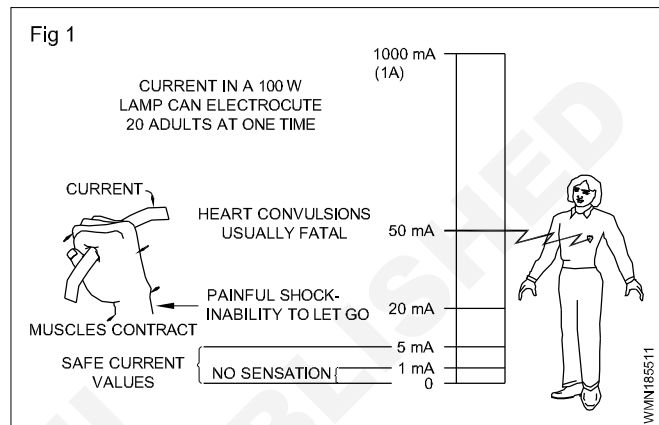 Fig 1
1000 mA
(1A)
CURRENT IN A 100 W
LAMP CAN ELECTROCUTE
20 ADULTS AT ONE TIME
CURRENT
HEART CONVULSIONS
USUALLY FATAL
50 mA
PAINFUL SHOCK-
INABILITY TO LET GO
20 mA
MUSCLES CONTRACT
SAFE CURRENT
VALUES
5 mA
NO SENSATION
1 mA
0
WMN185511